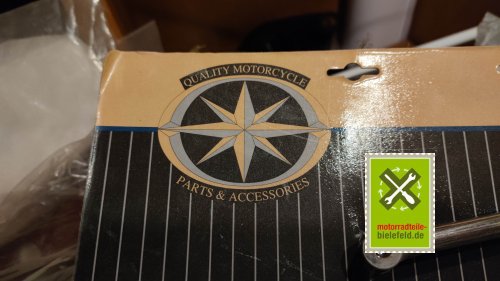 QUALITY MOTORCYCLE
PARTS & ACCESSORIES
motorradteile-
bielefeld.de